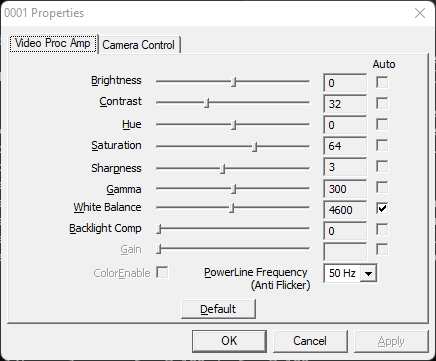 0001 Properties
Video Proc Amp Camera Control
Auto
Brightness 0
Contrast 32
Hue 0
Saturation 64
Sharpness 3
Gamma 300
White Balance 4600
Backlight Comp 0
Gain
ColorEnable PowerLine Frequency 50 Hz
(Anti Flicker)
Default
OK Cancel Apply